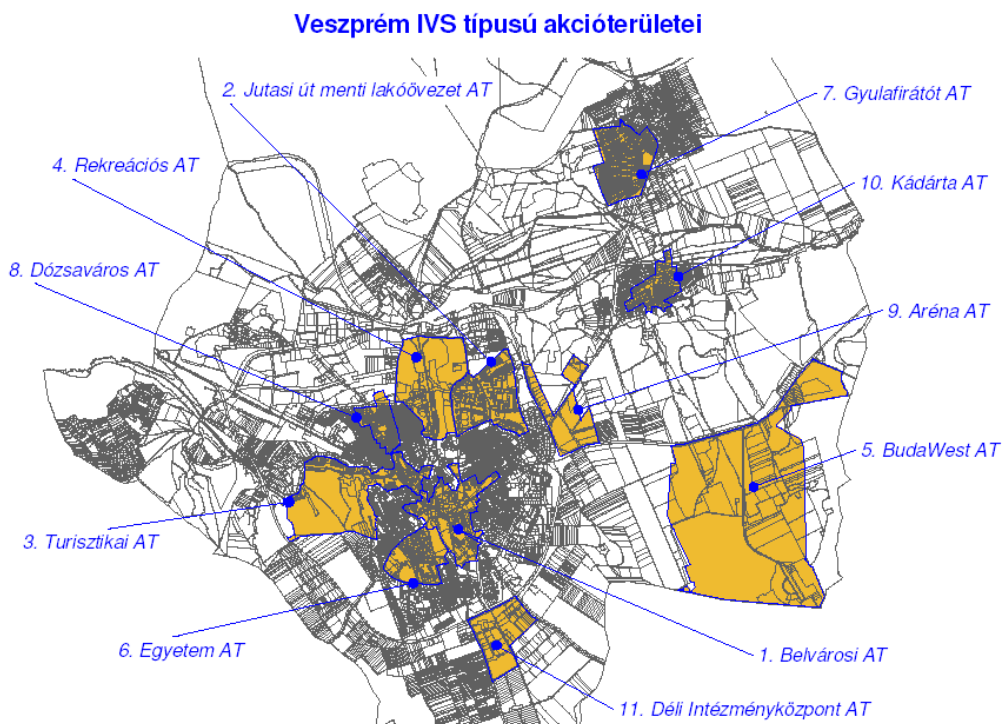 Veszprém IVS típusú akcióterületei
2. Jutasi út menti lakóövezet AT
7. Gyulafirátót AT
4. Rekreációs AT
10. Kádárta AT
8. Dózsaváros AT
9. Aréna AT
5. BudaWest AT
3. Turisztikai AT
6. Egyetem AT
1. Belvárosi AT
11. Déli Intézményközpont AT